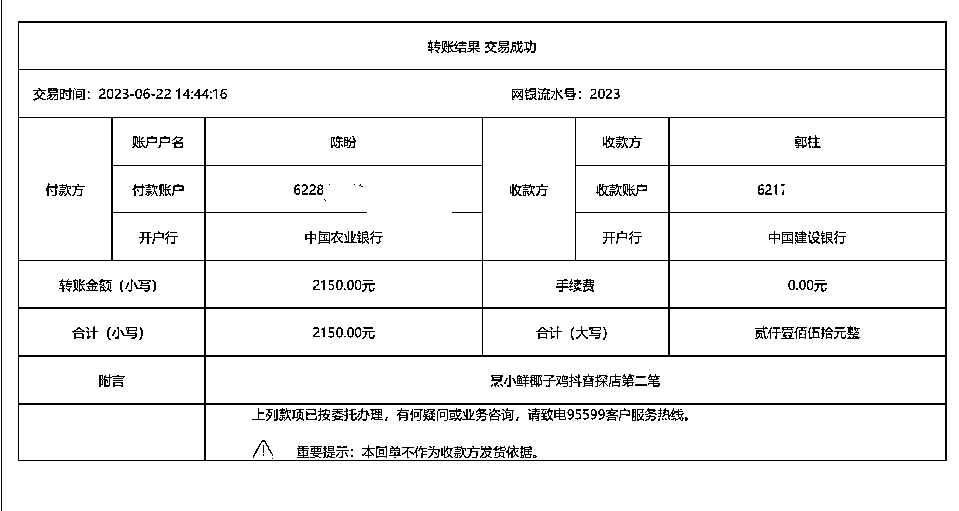 转账结果 交易成功
交易时间：2023-06-22 14:44:16 网银流水号：2023
付款方 账户户名 陈盼 收款方 收款方 郭柱
付款账户 6228 收款账户 6217
开户行 中国农业银行 开户行 中国建设银行
转账金额（小写） 2150.00元 手续费 0.00元
合计（小写） 2150.00元 合计（大写） 贰仟壹佰伍拾元整
附言 烹小鲜椰子鸡抖音探店第二笔
上列款项已按委托办理，有何疑问或业务咨询，请致电95599客户服务热线。
重要提示：本回单不作为收款方发货依据。